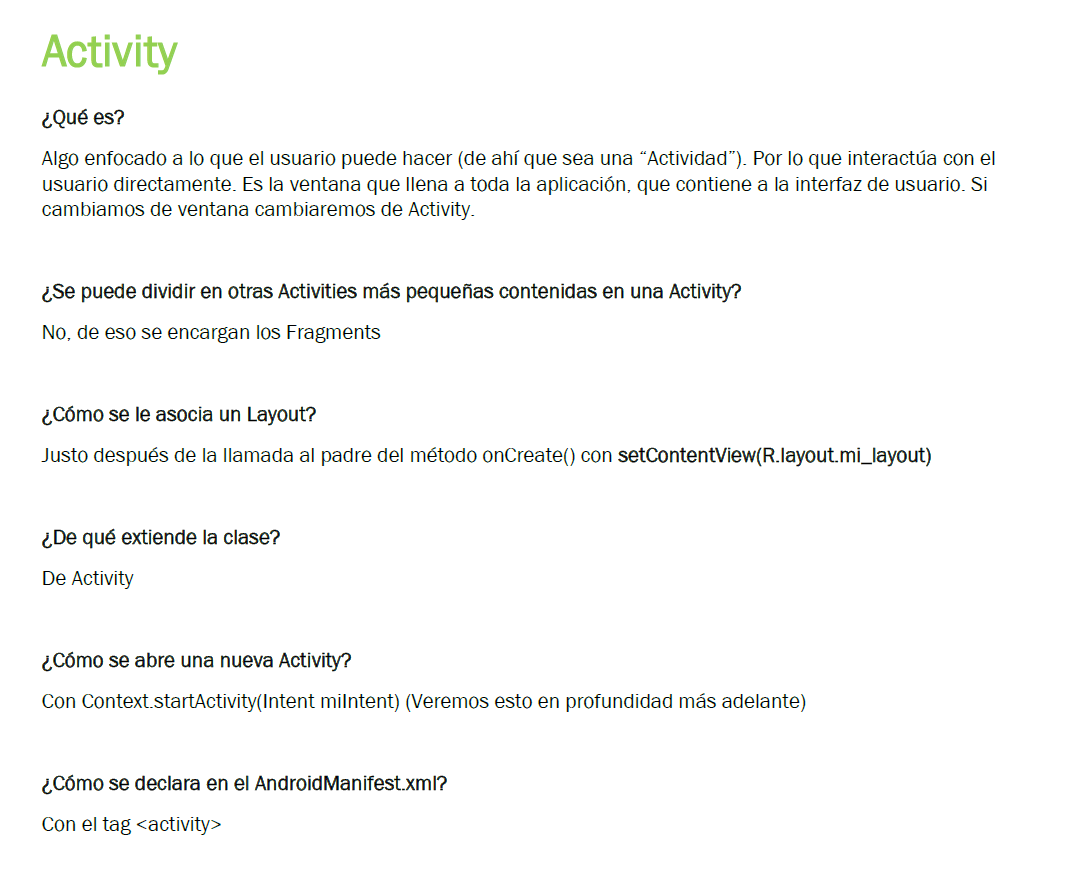 Activity
¿Qué es?
Algo enfocado a lo que el usuario puede hacer (de ahí que sea una “Actividad”). Por lo que interactúa con el
usuario directamente. Es la ventana que llena a toda la aplicación, que contiene a la interfaz de usuario. Si
cambiamos de ventana cambiaremos de Activity.
¿Se puede dividir en otras Activities más pequeñas contenidas en una Activity?
No, de eso se encargan los Fragments
¿Cómo se le asocia un Layout?
Justo después de la llamada al padre del método onCreate() con setContentView(R.layout.mi_layout)
¿De qué extiende la clase?
De Activity
¿Cómo se abre una nueva Activity?
Con Context.startActivity(Intent miIntent) (Veremos esto en profundidad más adelante)
¿Cómo se declara en el AndroidManifest.xml?
Con el tag <activity>